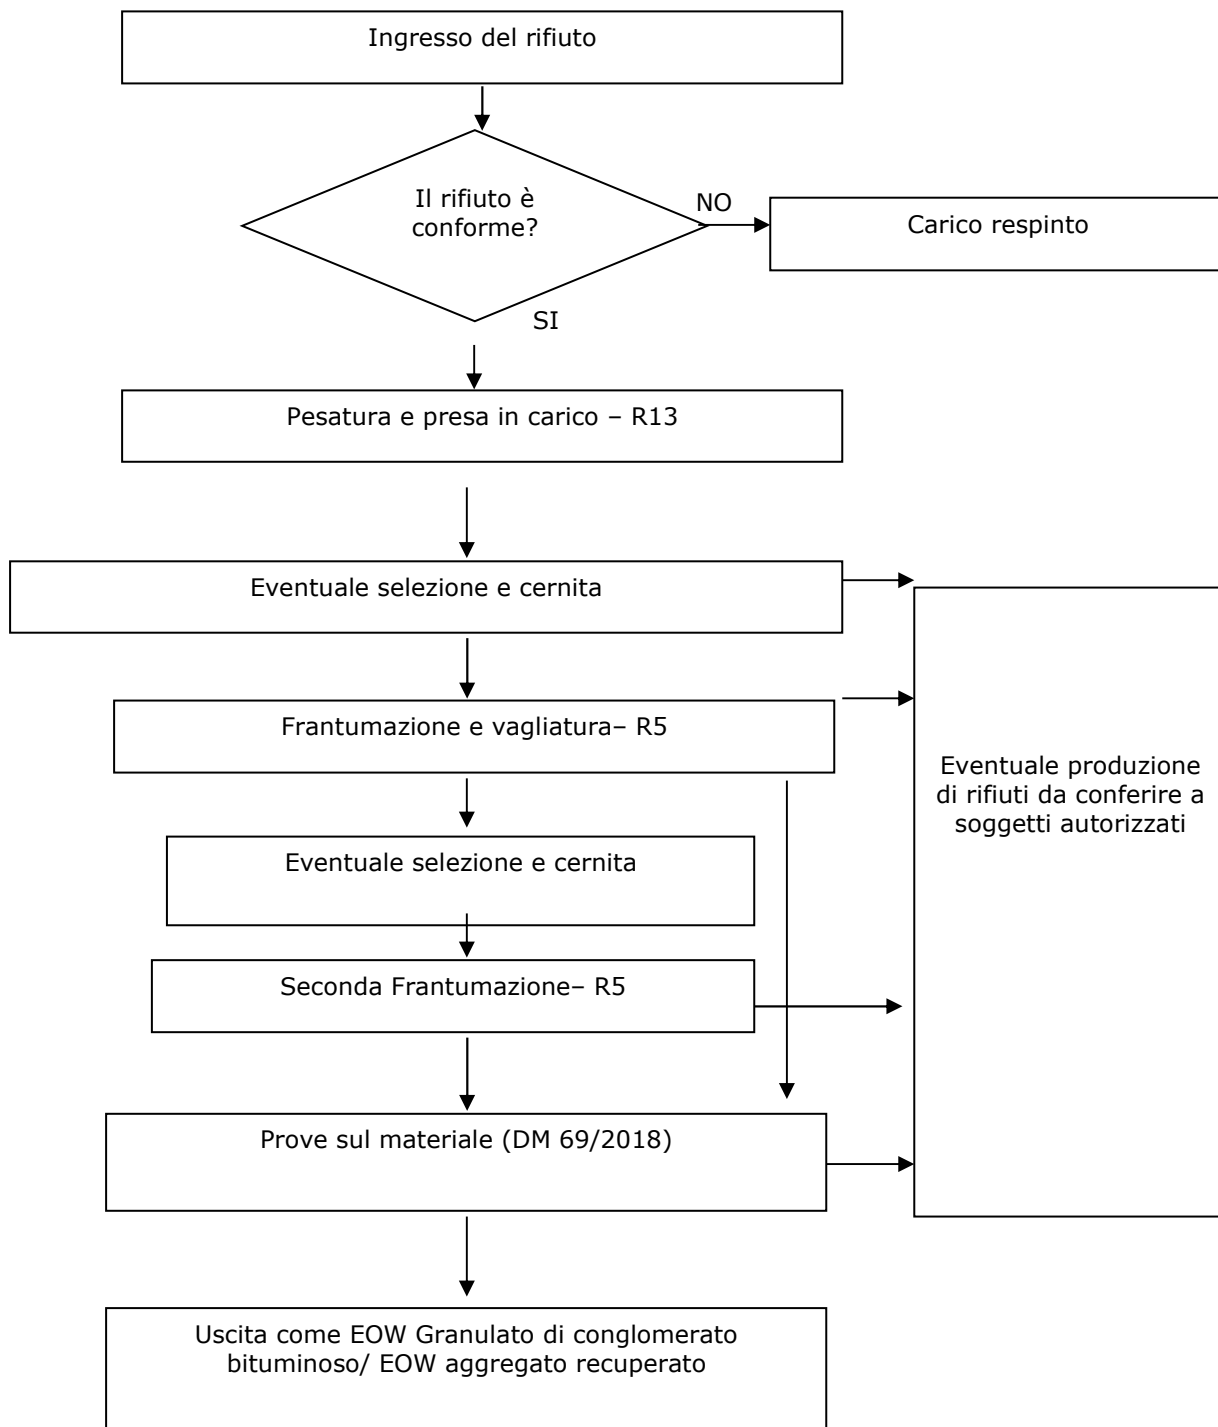 Ingresso del rifiuto
Il rifiuto è
conforme?
NO
Carico respinto
SI
Pesatura e presa in carico – R13
Eventuale selezione e cernita
Frantumazione e vagliatura– R5
Eventuale produzione
di rifiuti da conferire a
soggetti autorizzati
Eventuale selezione e cernita
Seconda Frantumazione– R5
Prove sul materiale (DM 69/2018)
Uscita come EOW Granulato di conglomerato
bituminoso/ EOW aggregato recuperato